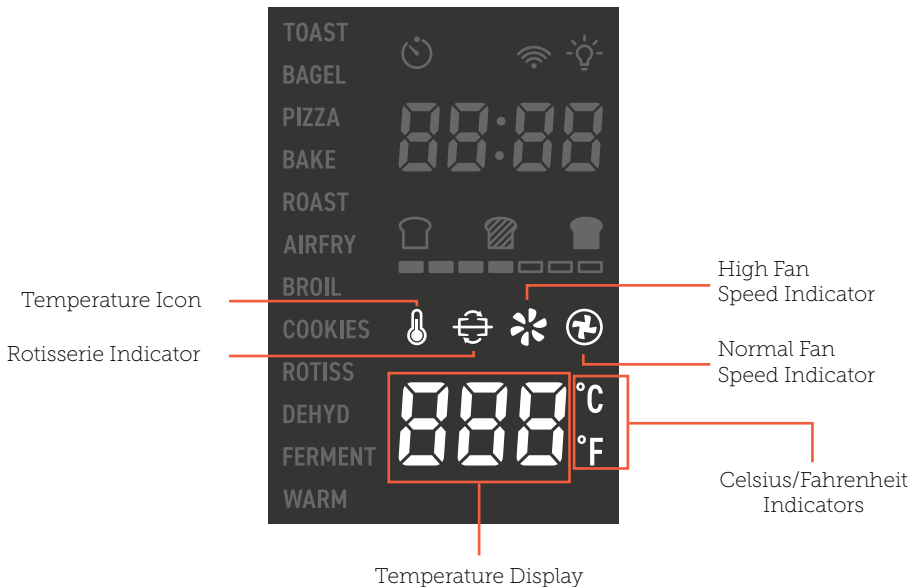 TOAST
BAGEL
PIZZA
BAKE
ROAST
AIRFRY
BROIL
COOKIES
ROTISS
DEHYD
FERMENT
WARM
88:88
Temperature Icon
Rotisserie Indicator
High Fan
Speed Indicator
Normal Fan
Speed Indicator
888
°C
°F
Celsius/Fahrenheit
Indicators
Temperature Display